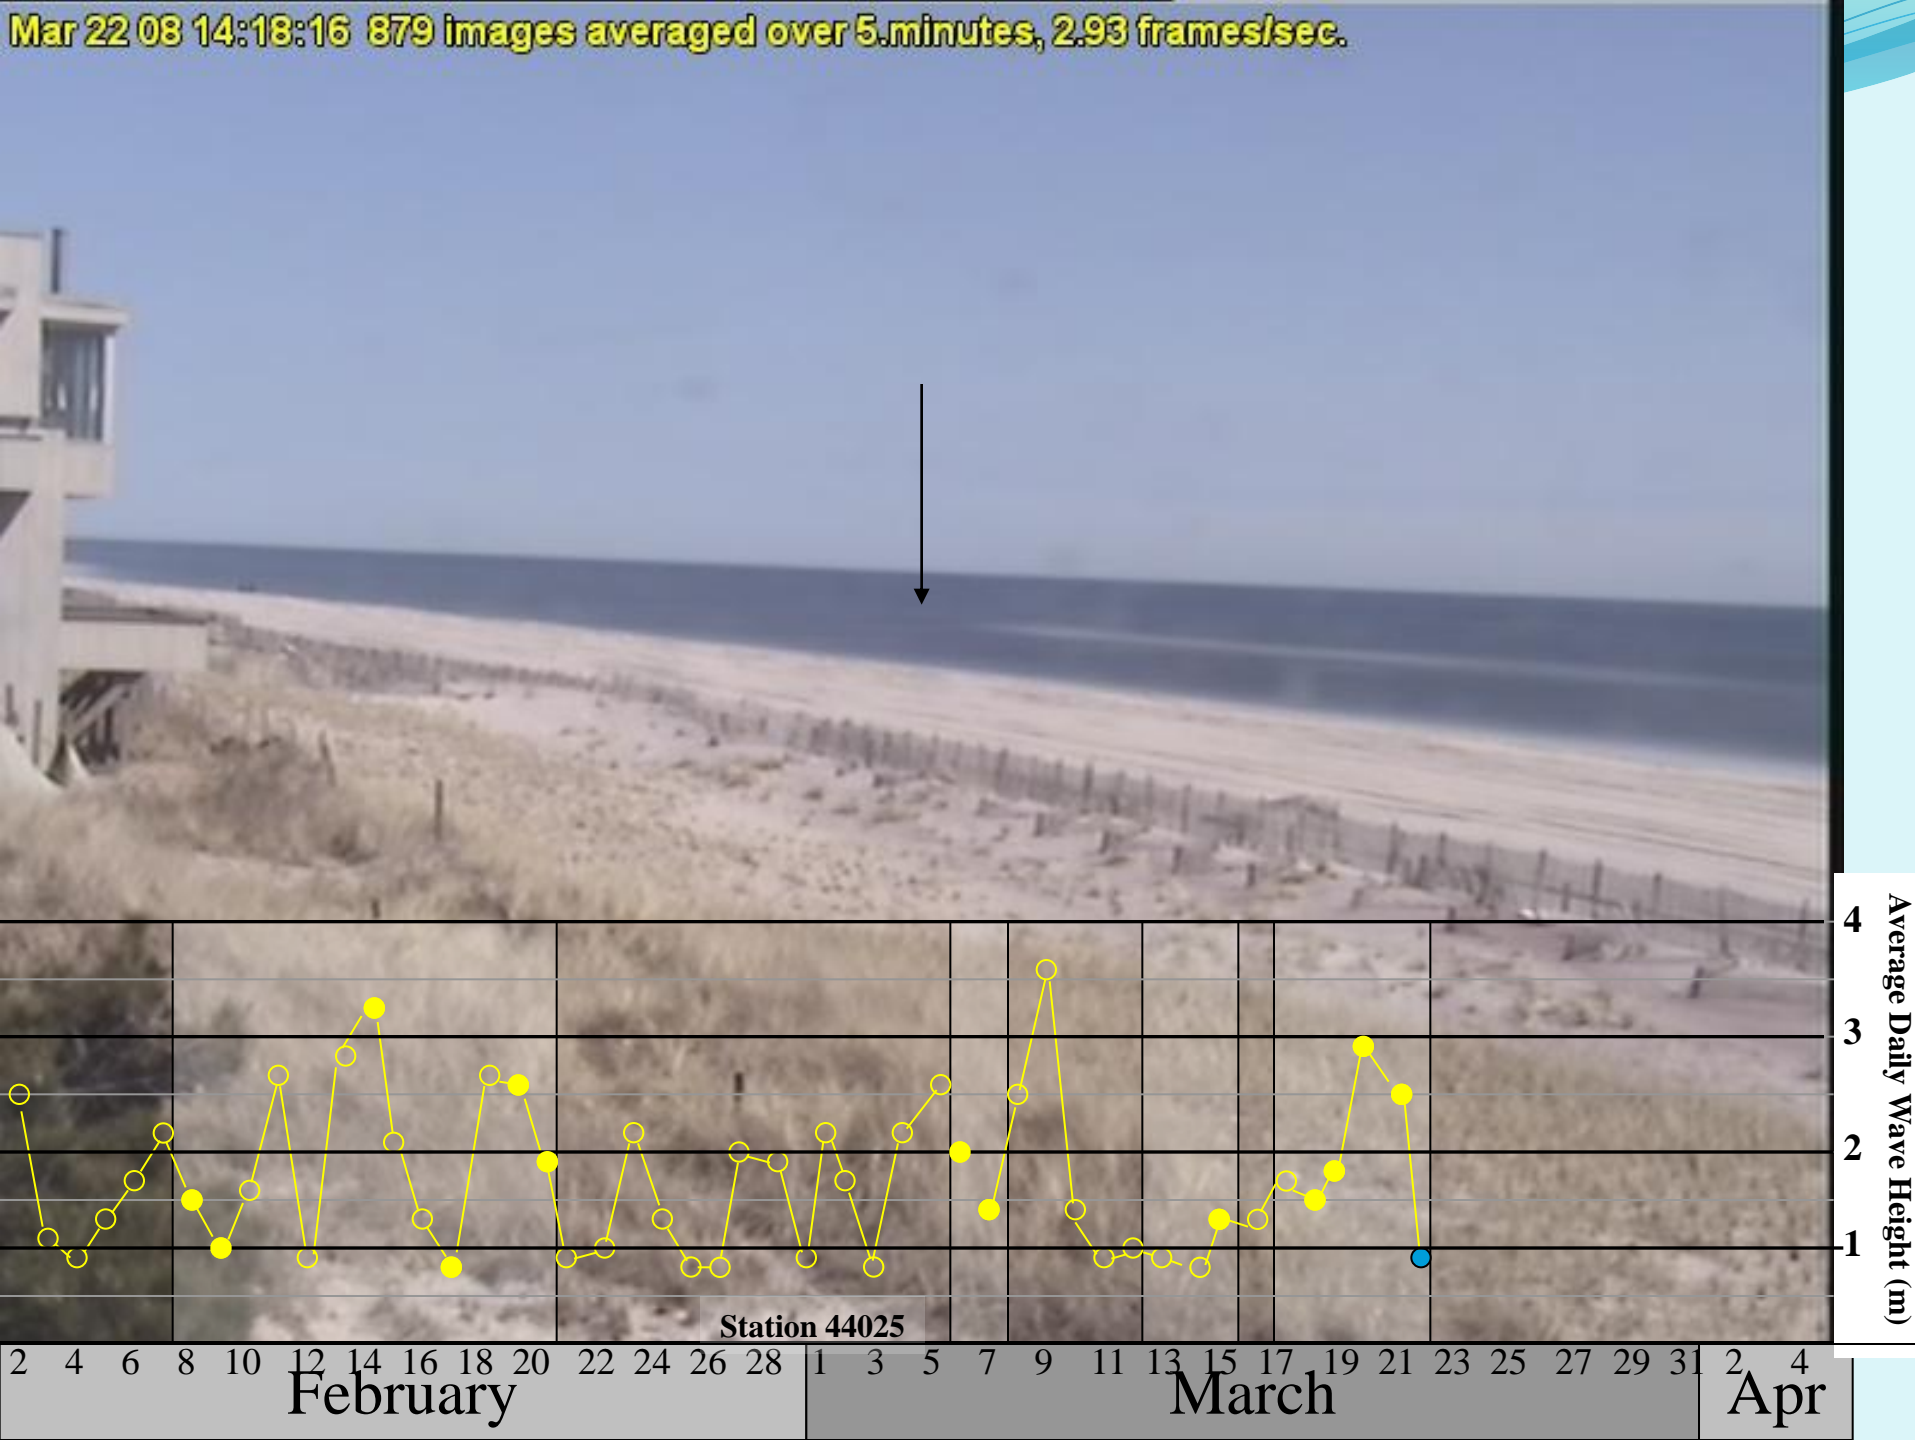 Mar 22 08 14:18:16 879 images averaged over 5.minutes, 2.93 frames/sec.
4
3
2
1
Average Daily Wave Height (m)
Station 44025
2 4 6 8 10 12 14 16 18 20 22 24 26 28 1 3 5 7 9 11 13 15 17 19 21 23 25 27 29 31 2 4
February March Apr